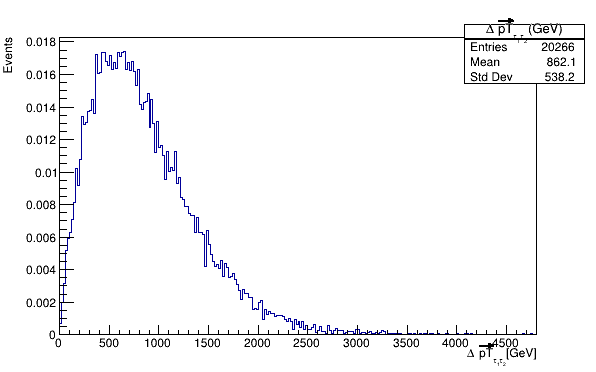 Δ pT τ₁τ₂ (GeV)
Entries 20266
Mean 862.1
Std Dev 538.2
Events
0.018
0.016
0.014
0.012
0.01
0.008
0.006
0.004
0.002
0
0 500 1000 1500 2000 2500 3000 3500 4000 4500
Δ pT τ₁τ₂ [GeV]